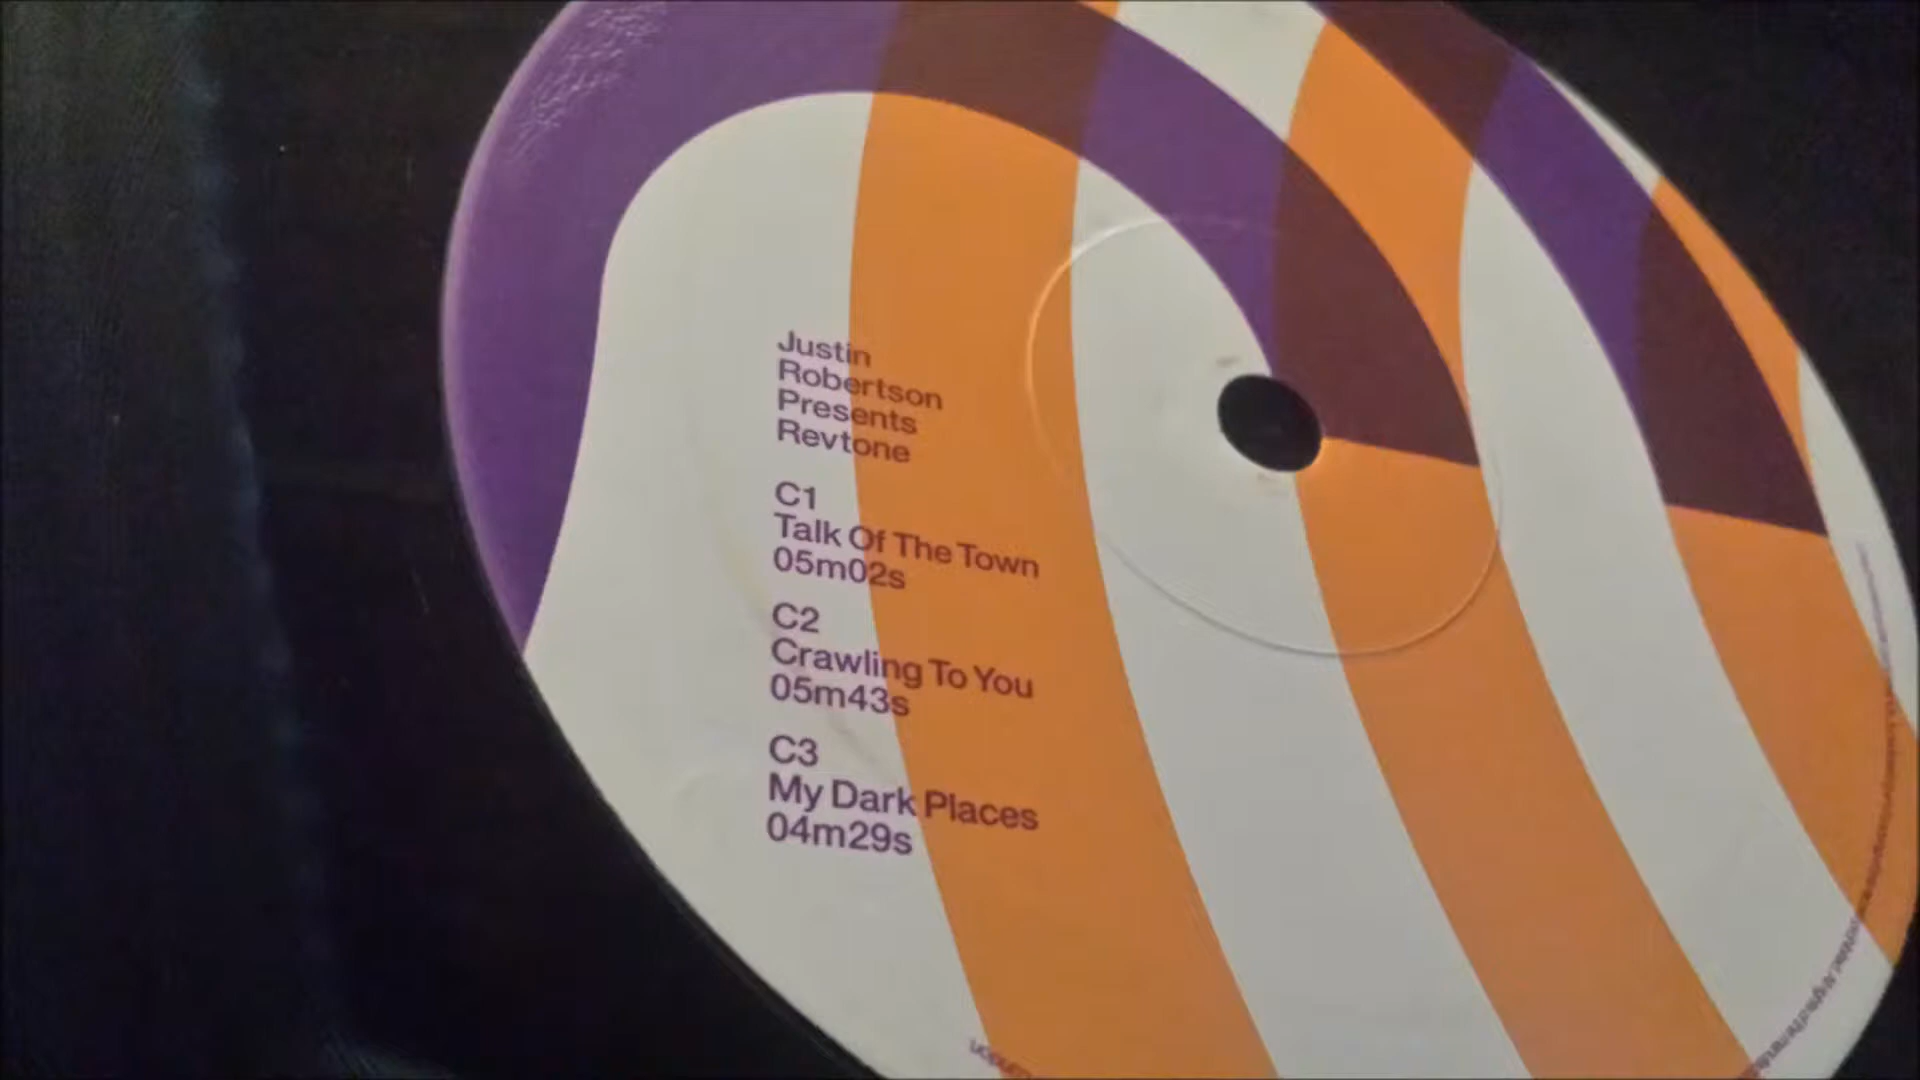 Justin
Robertson
Presents
Revtone
C1
Talk Of The Town
05m02s
C2
Crawling To You
05m43s
C3
My Dark Places
04m29s